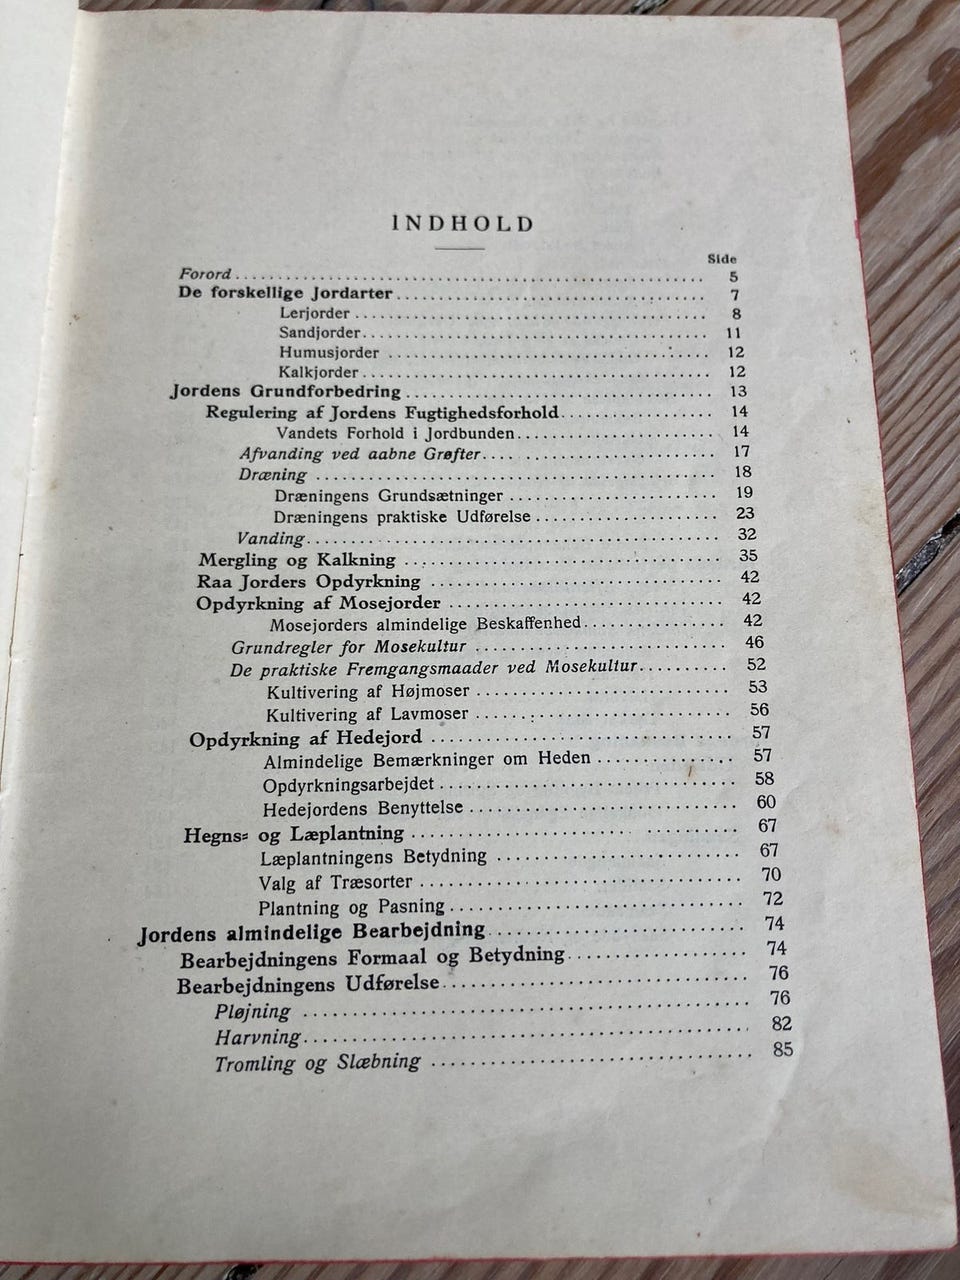 INDHOLD
Side
Forord 5
De forskellige Jordarter 7
Lerjorder 8
Sandjorder 11
Humusjorder 12
Kalkjorder 12
Jordens Grundforbedring 13
Regulering af Jordens Fugtighedsforhold 14
Vandets Forhold i Jordbunden 14
Afvanding ved aabne Grøfter 17
Dræning 18
Dræningens Grundsætninger 19
Dræningens praktiske Udførelse 23
Vanding 32
Mergling og Kalkning 35
Raa Jorders Opdyrkning 42
Opdyrkning af Mosejorder 42
Mosejorders almindelige Beskaffenhed 42
Grundregler for Mosekultur 46
De praktiske Fremgangsmaader ved Mosekultur 52
Kultivering af Højmoser 53
Kultivering af Lavmoser 56
Opdyrkning af Hedejord 57
Almindelige Bemærkninger om Heden 57
Opdyrkningsarbejdet 58
Hedejordens Benyttelse 60
Hegns= og Læplantning 67
Læplantningens Betydning 67
Valg af Træsorter 70
Plantning og Pasning 72
Jordens almindelige Bearbejdning 74
Bearbejdningens Formaal og Betydning 74
Bearbejdningens Udførelse 76
Pløjning 76
Harvning 82
Tromling og Slæbning 85